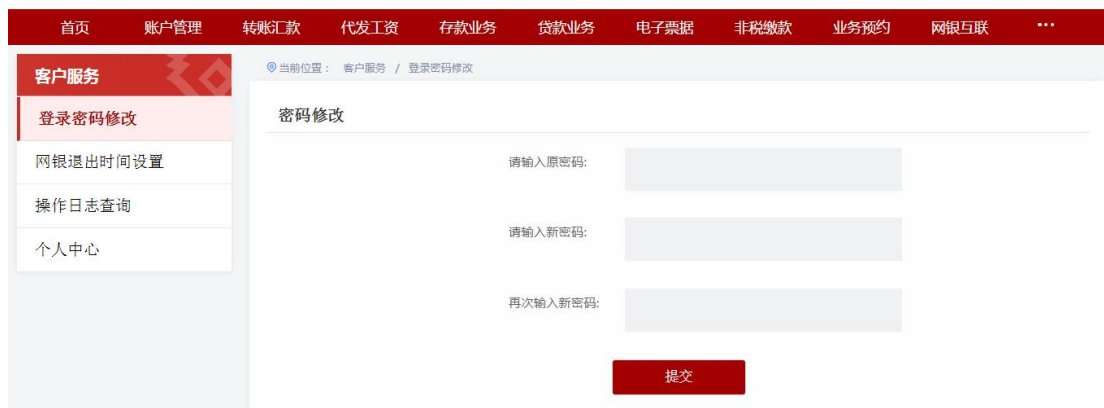 首页 账户管理 转账汇款 代发工资 存款业务 贷款业务 电子票据 非税缴款 业务预约 网银互联 ···
客户服务
登录密码修改
网银退出时间设置
操作日志查询
个人中心
当前位置： 客户服务 / 登录密码修改
密码修改
请输入原密码:
请输入新密码:
再次输入新密码:
提交